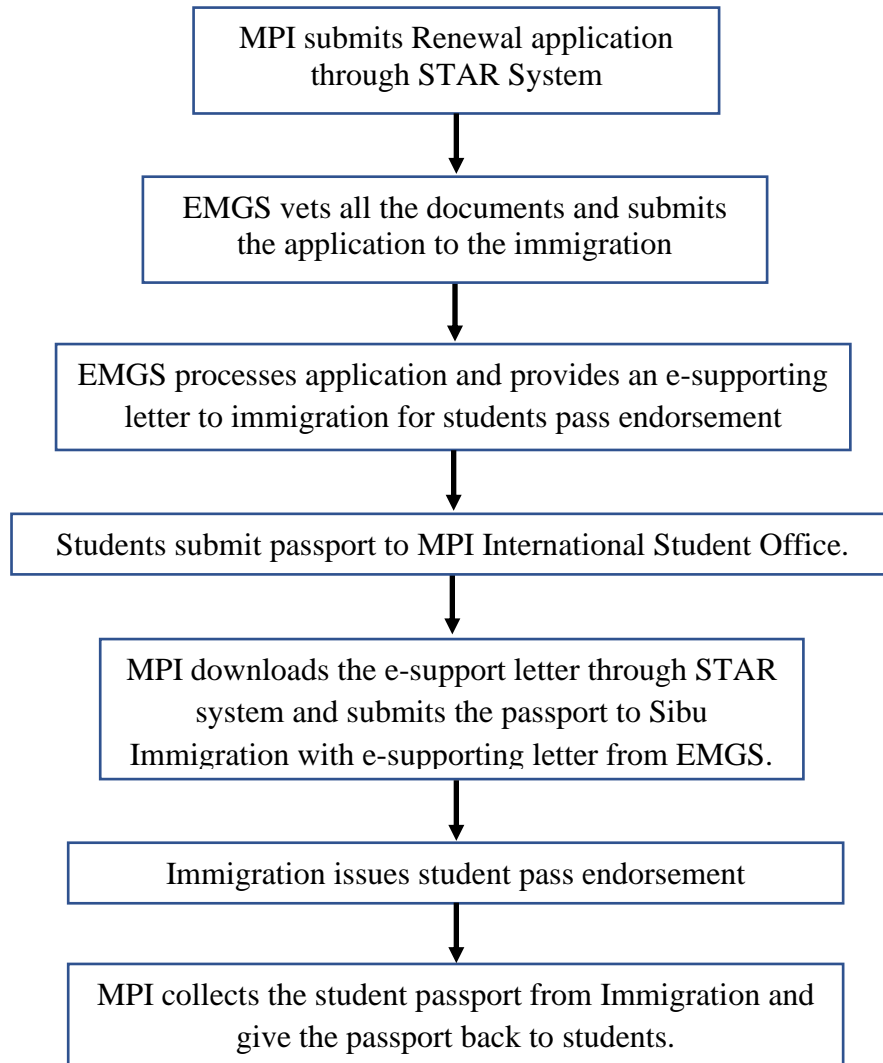 MPI submits Renewal application
through STAR System
EMGS vets all the documents and submits
the application to the immigration
EMGS processes application and provides an e-supporting
letter to immigration for students pass endorsement
Students submit passport to MPI International Student Office.
MPI downloads the e-support letter through STAR
system and submits the passport to Sibu
Immigration with e-supporting letter from EMGS.
Immigration issues student pass endorsement
MPI collects the student passport from Immigration and
give the passport back to students.